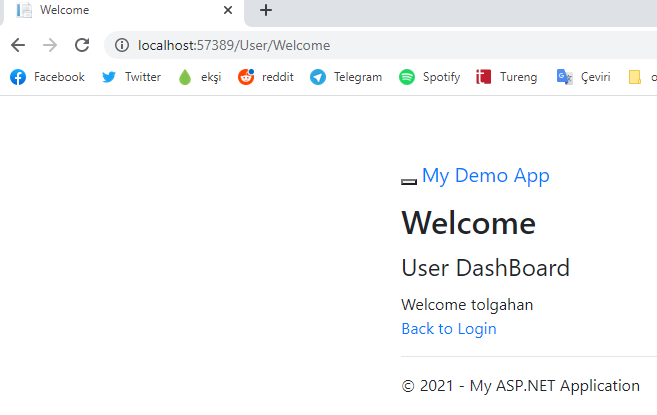 Welcome
localhost:57389/User/Welcome
Facebook Twitter ekşi reddit Telegram Spotify Tureng Çeviri
My Demo App
Welcome
User DashBoard
Welcome tolgahan
Back to Login
© 2021 - My ASP.NET Application